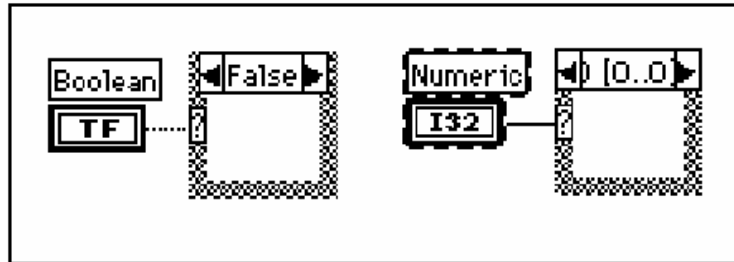 Boolean
False
TF
?
Numeric
0 [0..0]
I32
?